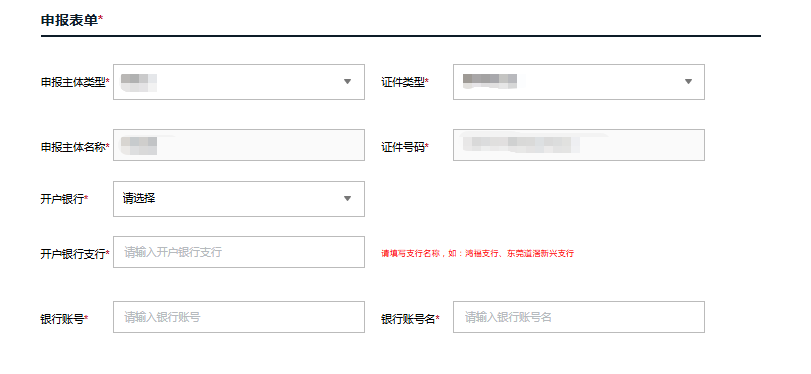 申报表单*
申报主体类型* 证件类型*
申报主体名称* 证件号码*
开户银行* 请选择
开户银行支行* 请输入开户银行支行 请填写支行名称，如：鸿福支行、东莞道滘新兴支行
银行账号* 请输入银行账号 银行账号名* 请输入银行账号名